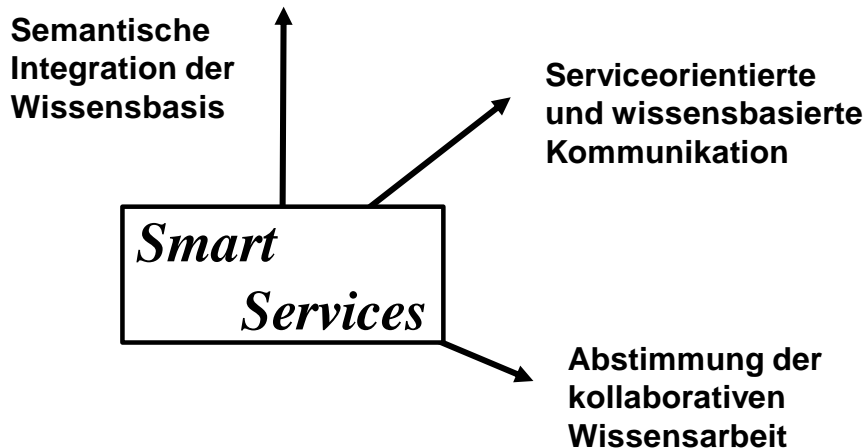 Semantische
Integration der
Wissensbasis
Serviceorientierte
und wissensbasierte
Kommunikation
Smart
Services
Abstimmung der
kollaborativen
Wissensarbeit